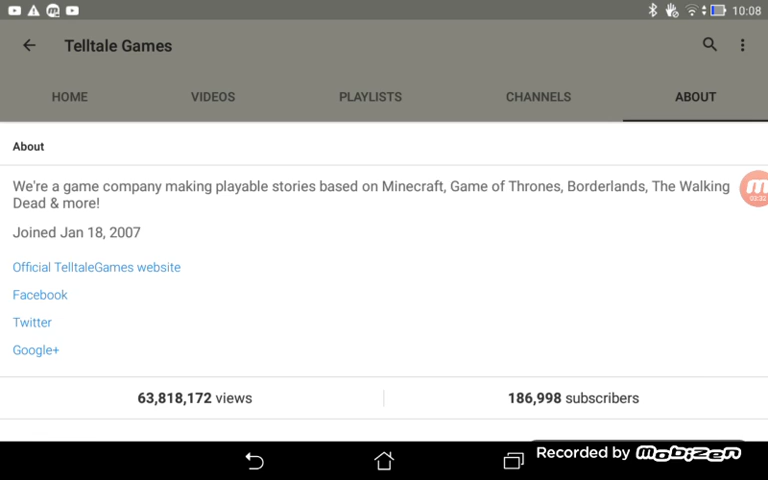 10:08
Telltale Games
HOME VIDEOS PLAYLISTS CHANNELS ABOUT
About
We're a game company making playable stories based on Minecraft, Game of Thrones, Borderlands, The Walking
Dead & more!
03:32
Joined Jan 18, 2007
Official TelltaleGames website
Facebook
Twitter
Google+
63,818,172 views 186,998 subscribers
Recorded by mobizen